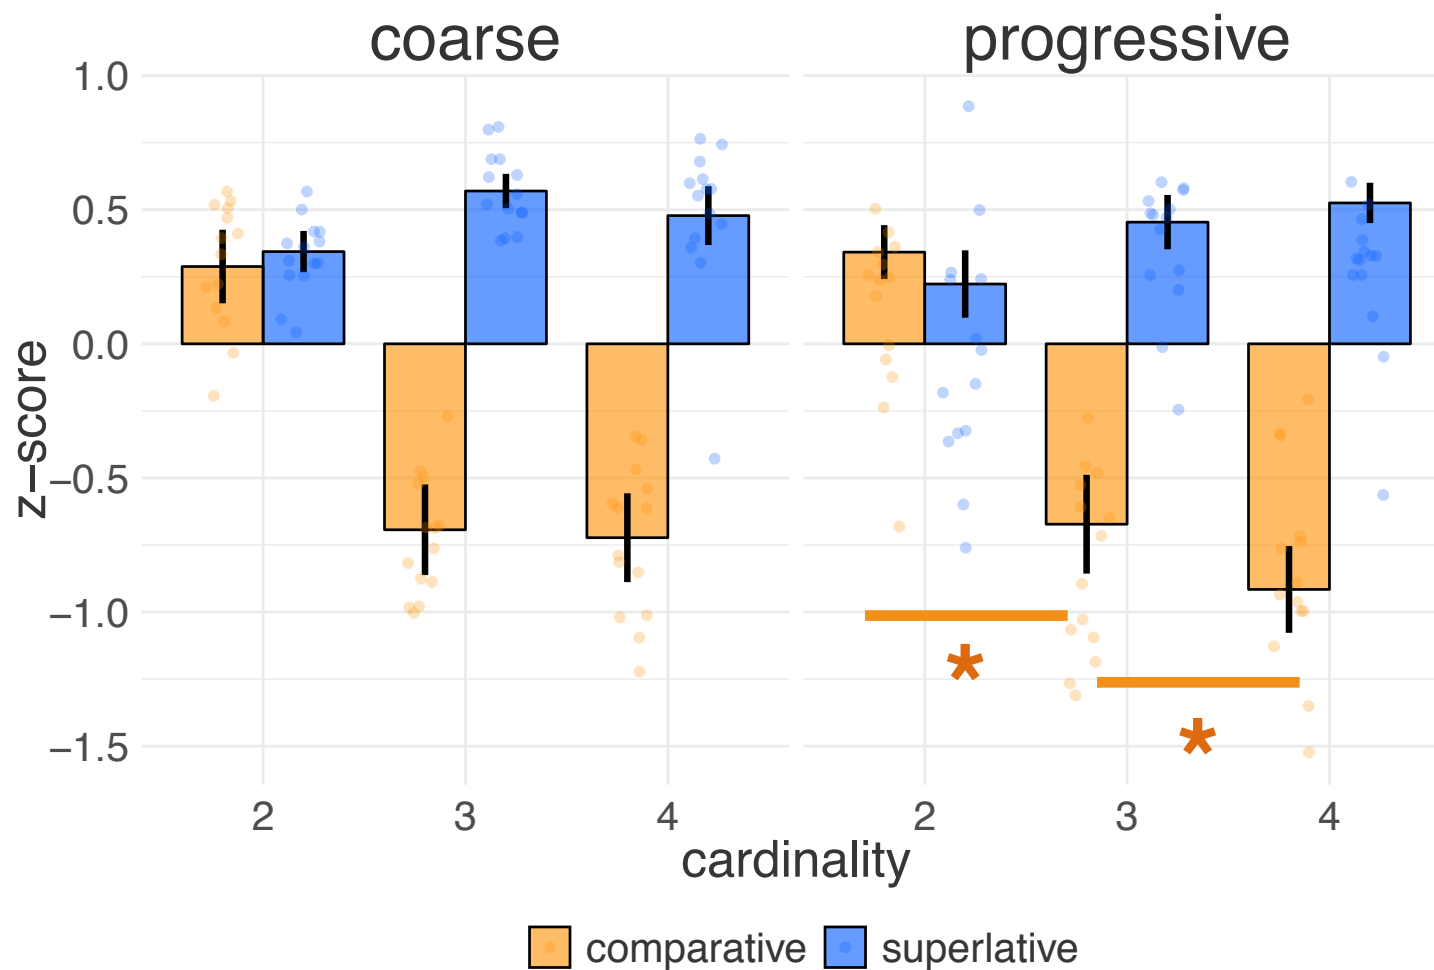 coarse progressive
1.0
0.5
0.0
−0.5
−1.0
−1.5
z−score
*
*
2 3 4 2 3 4
cardinality
comparative superlative